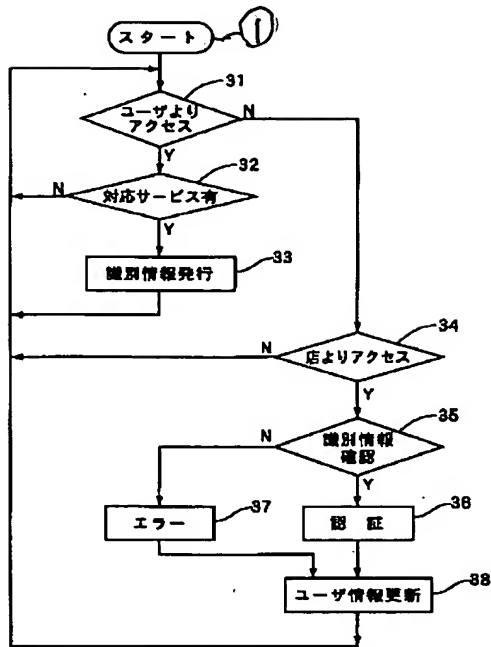 スタート
1
31
ユーザより
アクセス
N
Y
32
N
対応サービス有
Y
33
識別情報発行
34
N
店よりアクセス
Y
35
N
識別情報
確認
Y
37
エラー
36
認証
38
ユーザ情報更新